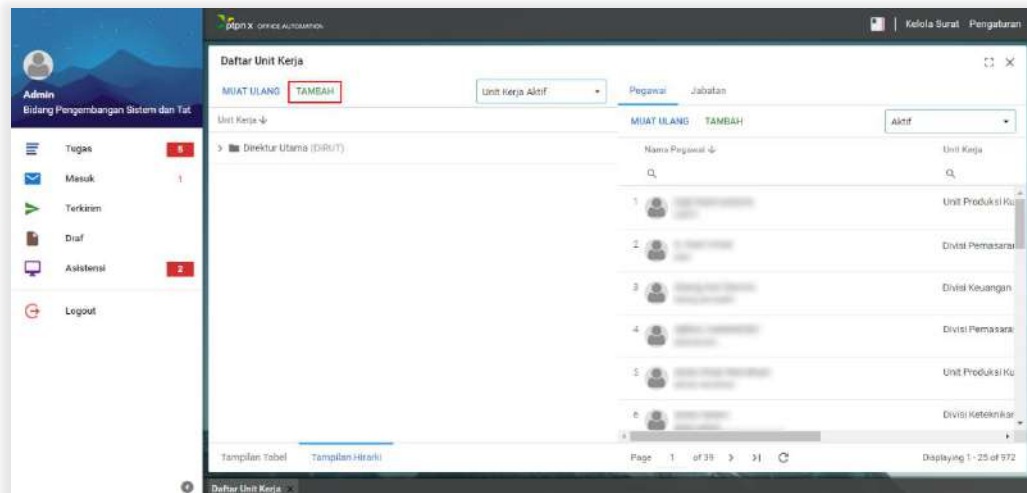 ptpn x OFFICE AUTOMATION
Kelola Surat Pengaturan
Admin
Bidang Pengembangan Sistem dan Tat
Tugas 5
Masuk 1
Terkirim
Draf
Asistensi 2
Logout
Daftar Unit Kerja
MUAT ULANG TAMBAH Unit Kerja Aktif
Unit Kerja
Direktur Utama (DIRUT)
Tampilan Tabel Tampilan Hirarki
Pegawai Jabatan
MUAT ULANG TAMBAH Aktif
Nama Pegawai Unit Kerja
1 Unit Produksi Ku
2 Divisi Pemasaran
3 Divisi Keuangan
4 Divisi Pemasara
5 Unit Produksi Ku
6 Divisi Keteknikan
Page 1 of 39 Displaying 1 - 25 of 972
Daftar Unit Kerja